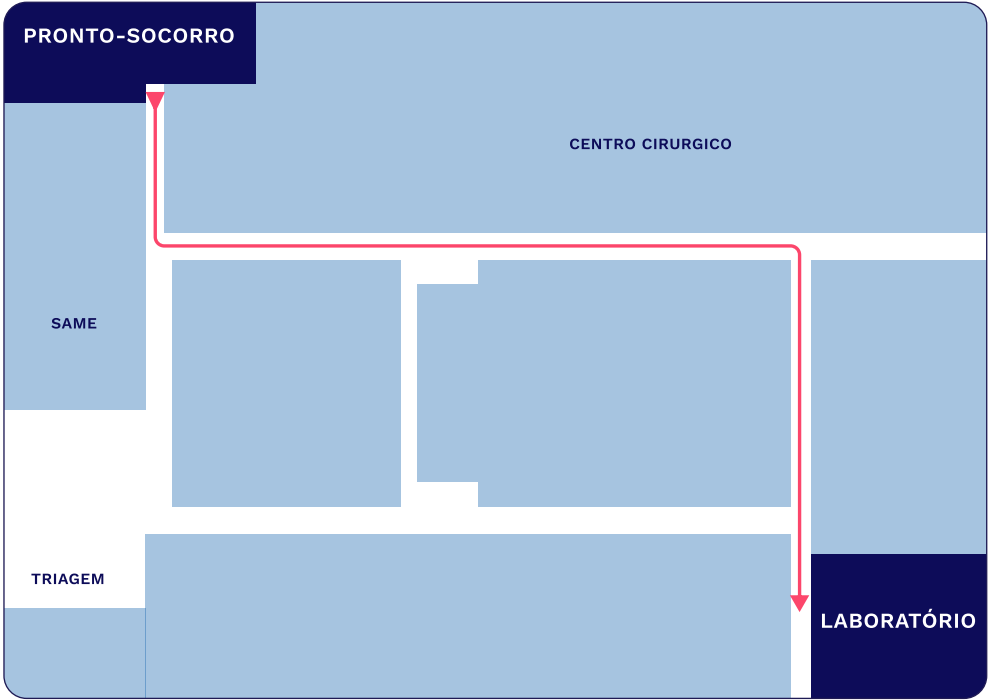 PRONTO-SOCORRO
CENTRO CIRURGICO
SAME
TRIAGEM
LABORATÓRIO